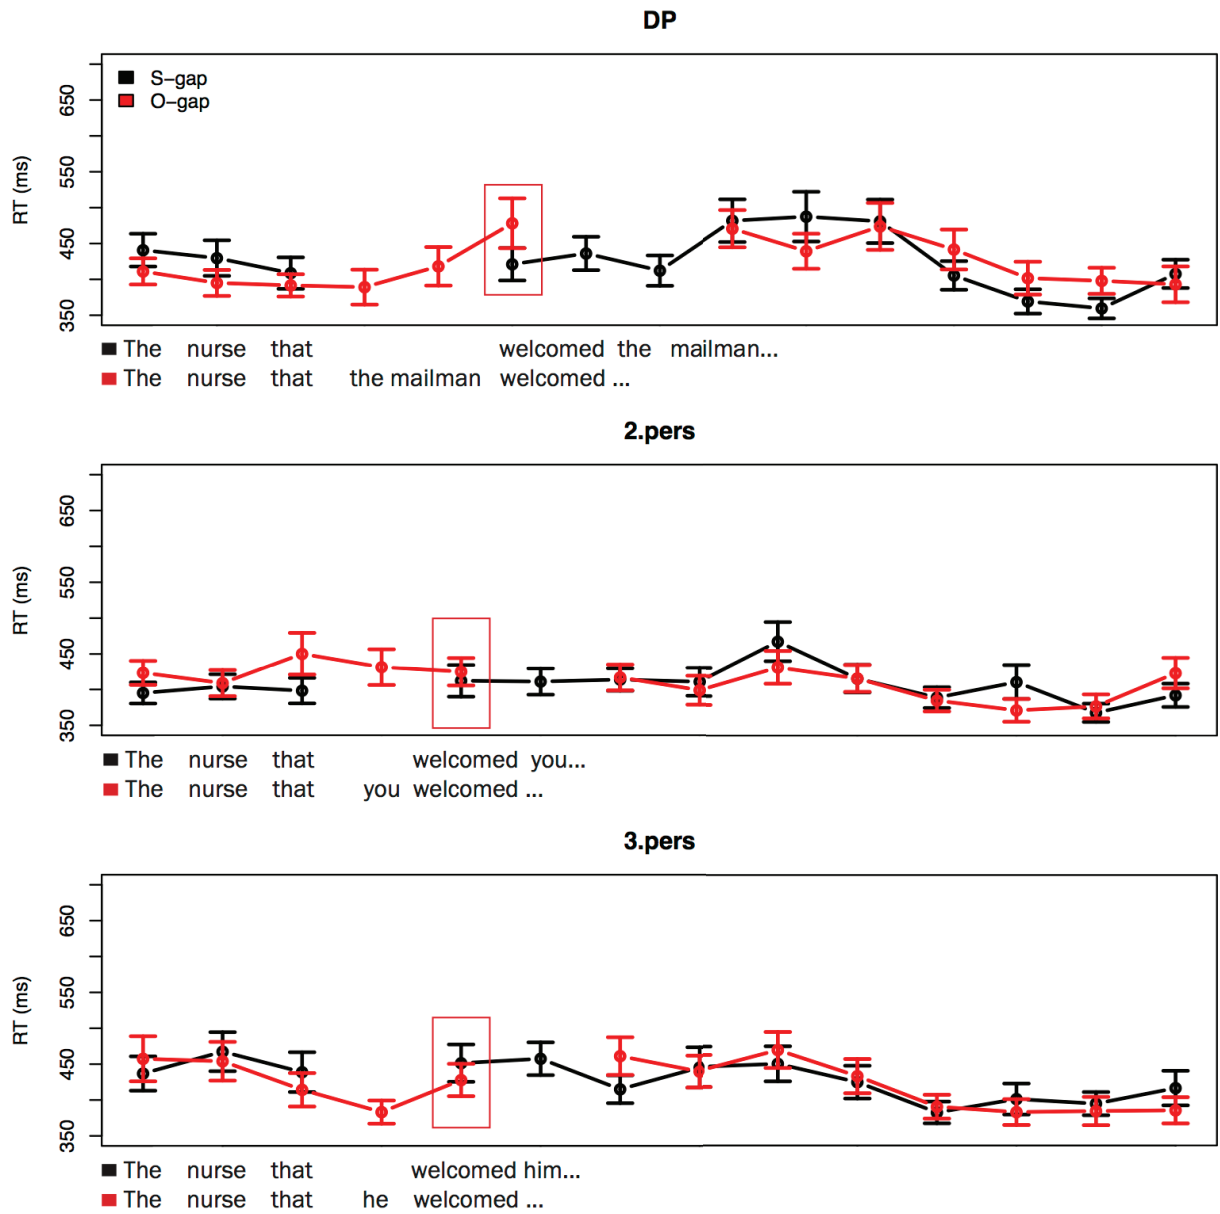 DP
S-gap
O-gap
RT (ms)
650
550
450
350
The nurse that welcomed the mailman...
The nurse that the mailman welcomed ...
2.pers
RT (ms)
650
550
450
350
The nurse that welcomed you...
The nurse that you welcomed ...
3.pers
RT (ms)
650
550
450
350
The nurse that welcomed him...
The nurse that he welcomed ...